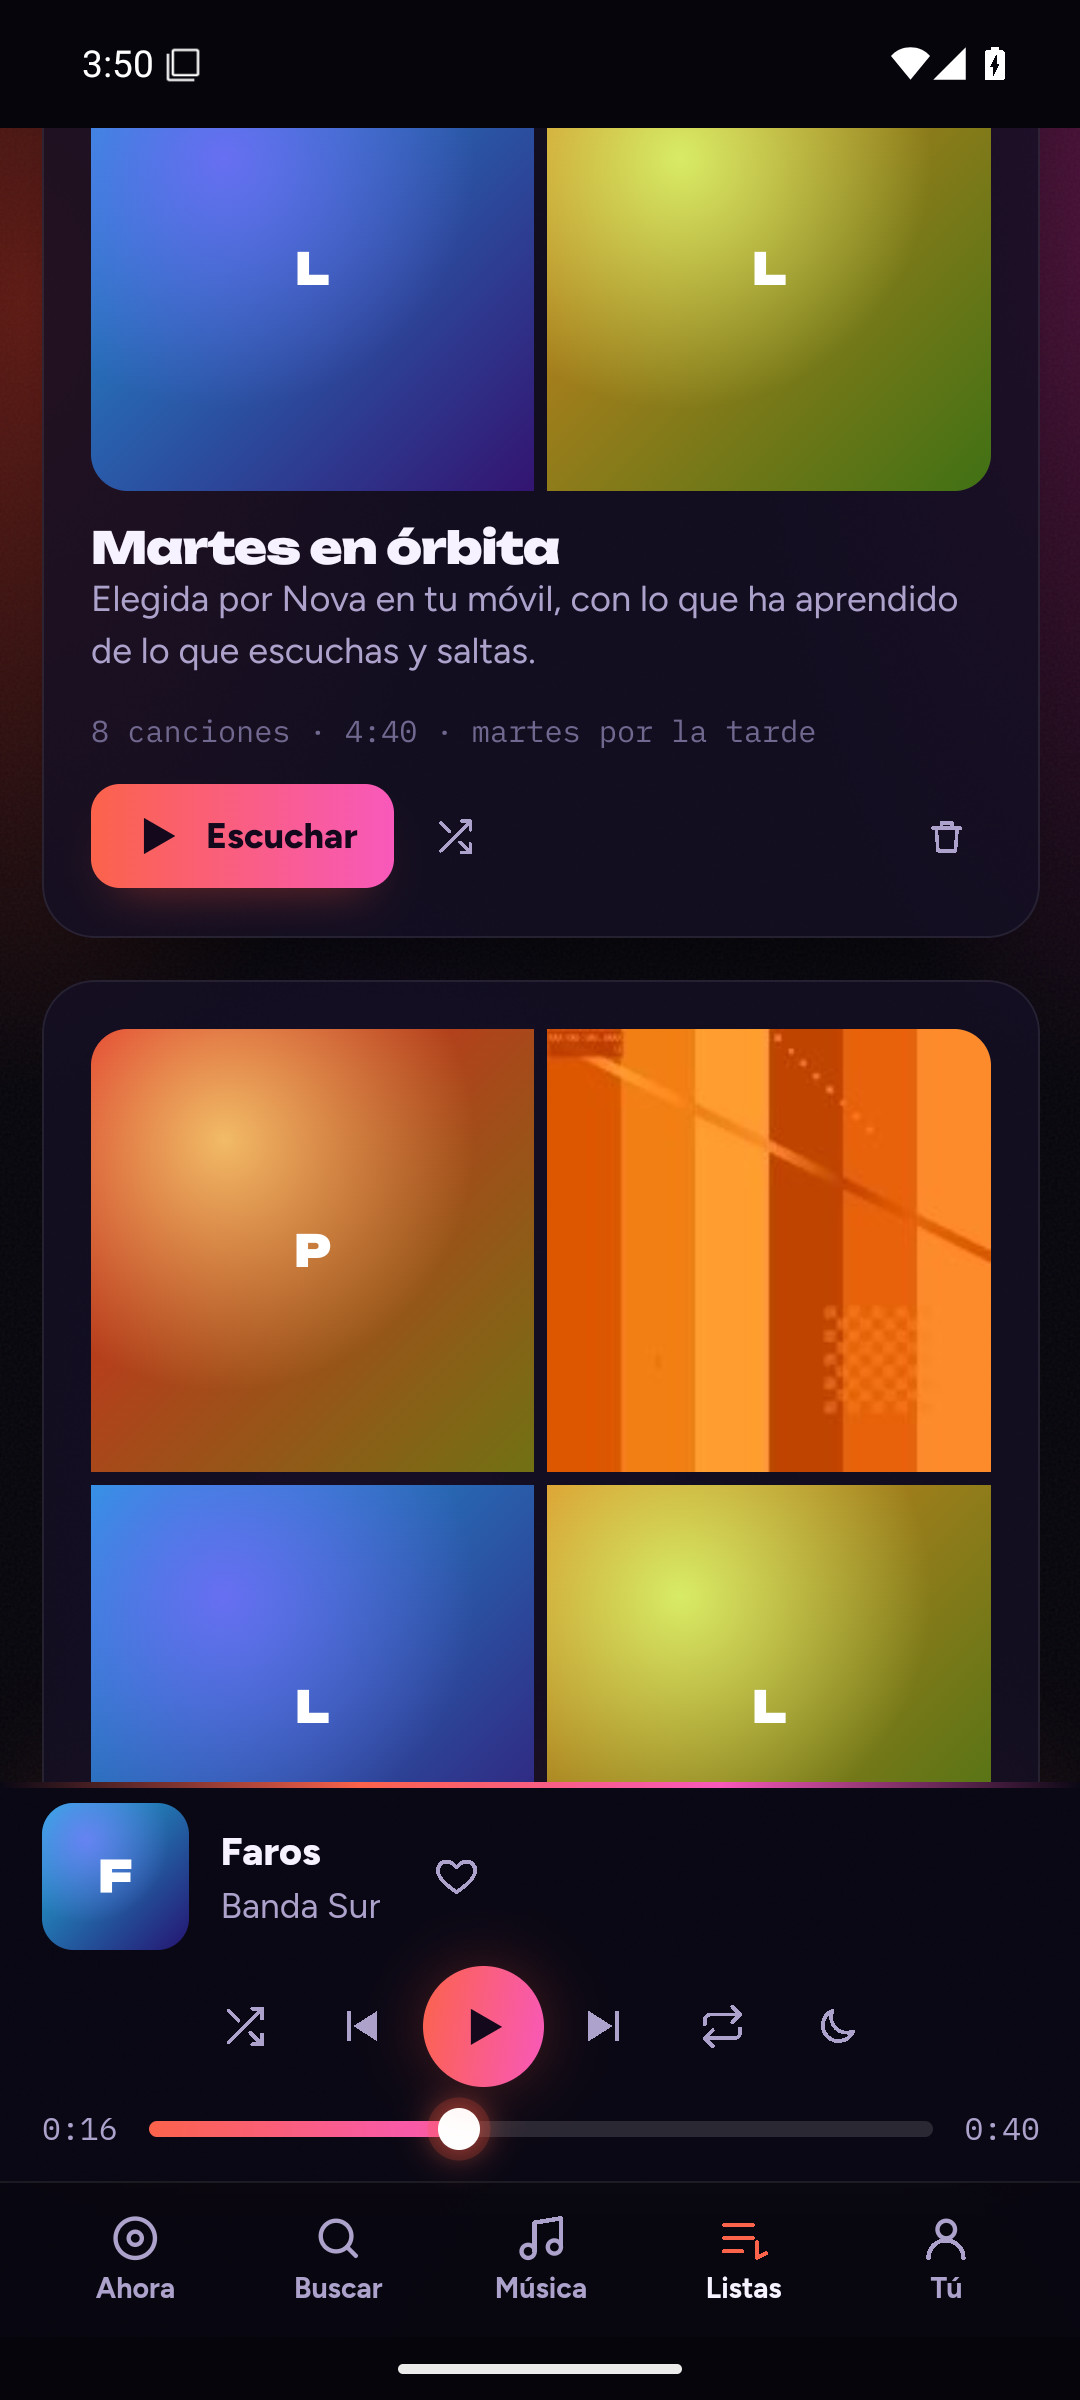 3:50
L
L
Martes en órbita
Elegida por Nova en tu móvil, con lo que ha aprendido
de lo que escuchas y saltas.
8 canciones · 4:40 · martes por la tarde
Escuchar
P
L
L
F
Faros
Banda Sur
0:16
0:40
Ahora
Buscar
Música
Listas
Tú